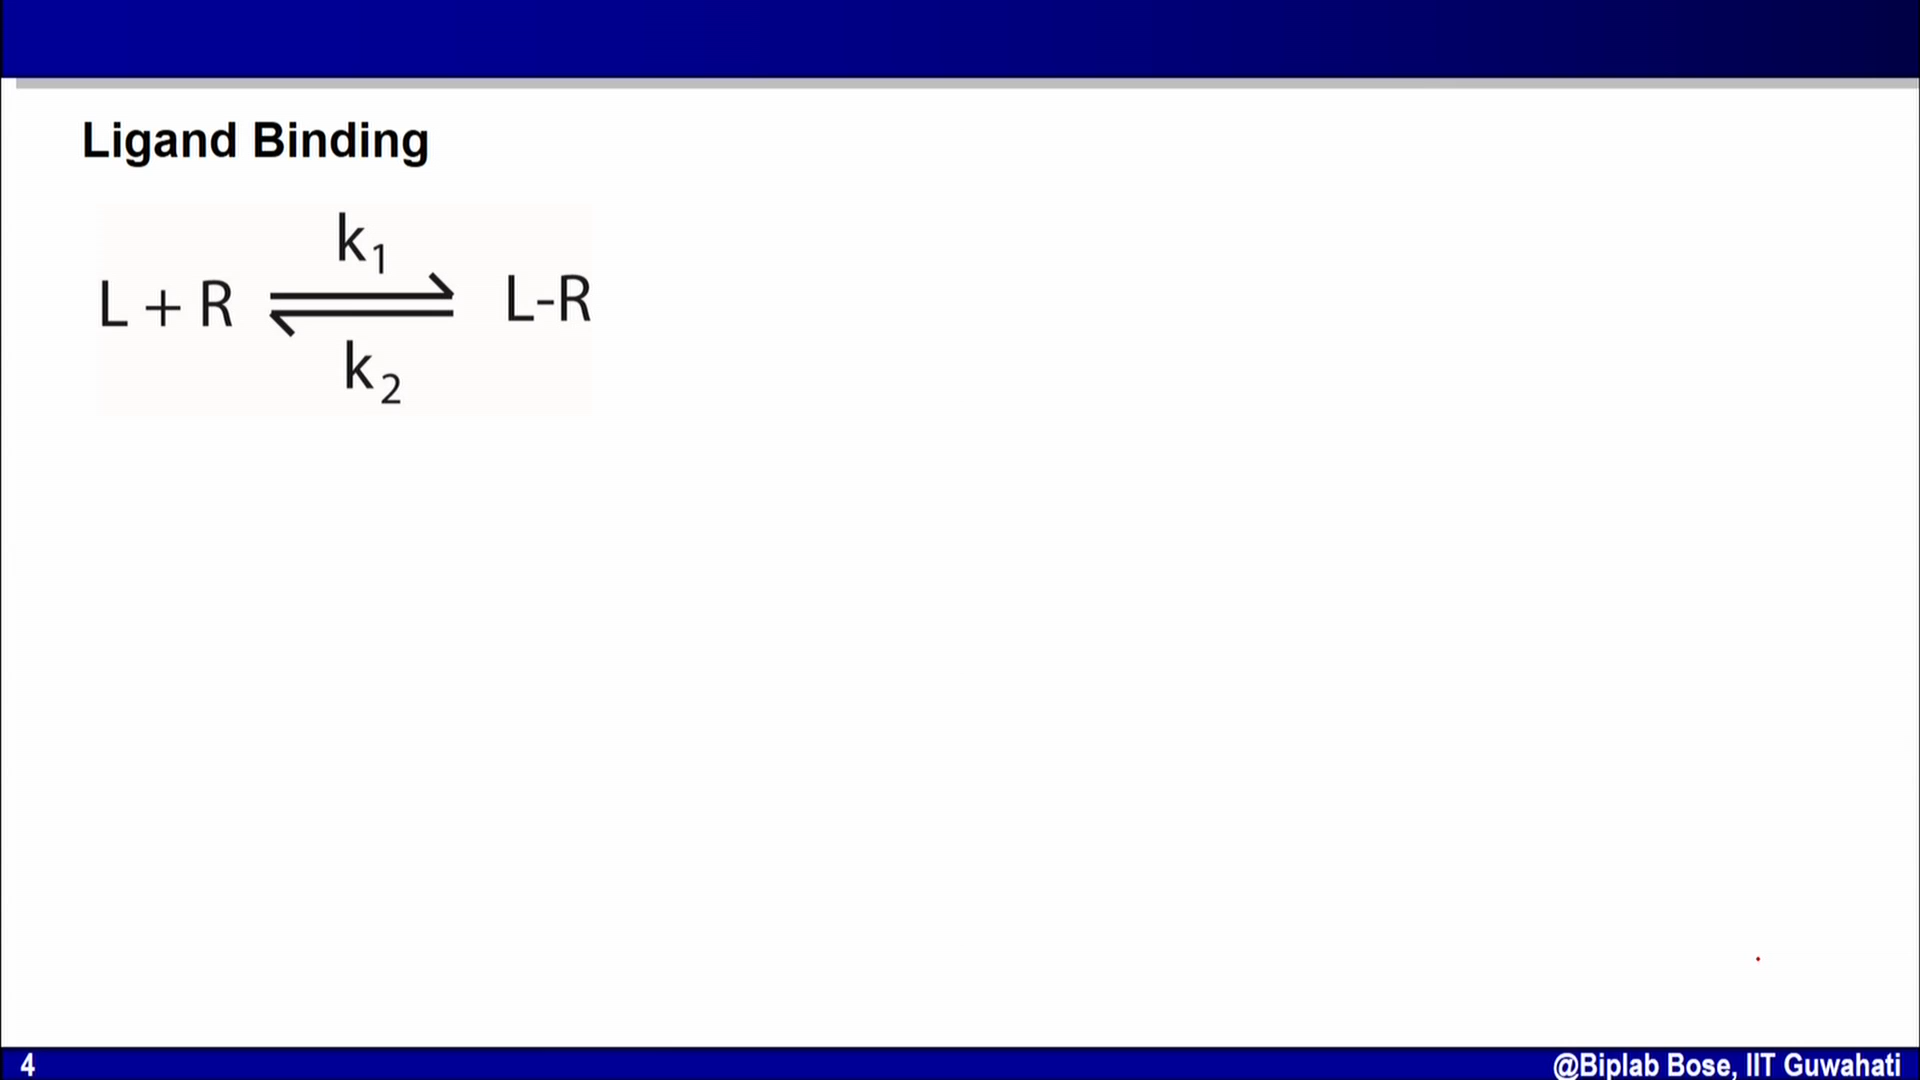 Ligand Binding
k₁
L + R ⇌ L-R
k₂
4
@Biplab Bose, IIT Guwahati